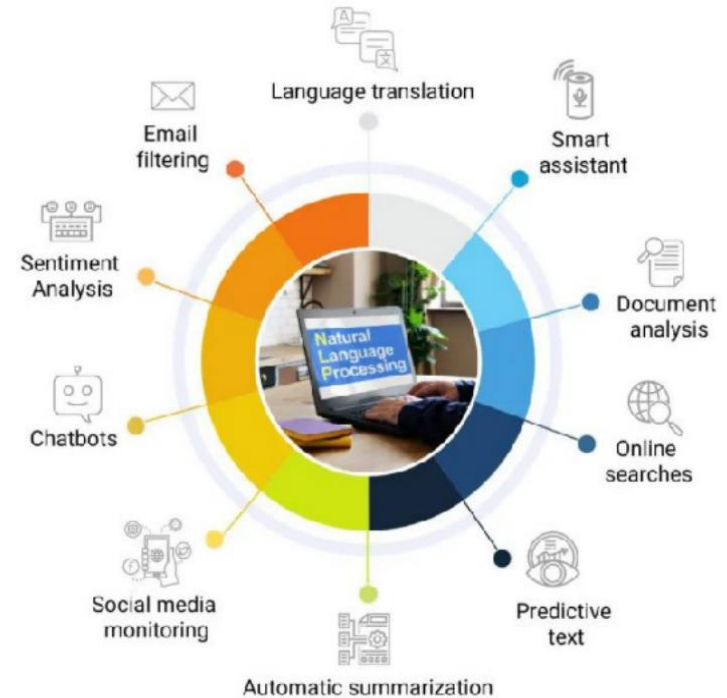 Language translation
Smart
assistant
Document
analysis
Online
searches
Predictive
text
Automatic summarization
Social media
monitoring
Chatbots
Sentiment
Analysis
Email
filtering
Natural
Language
Processing